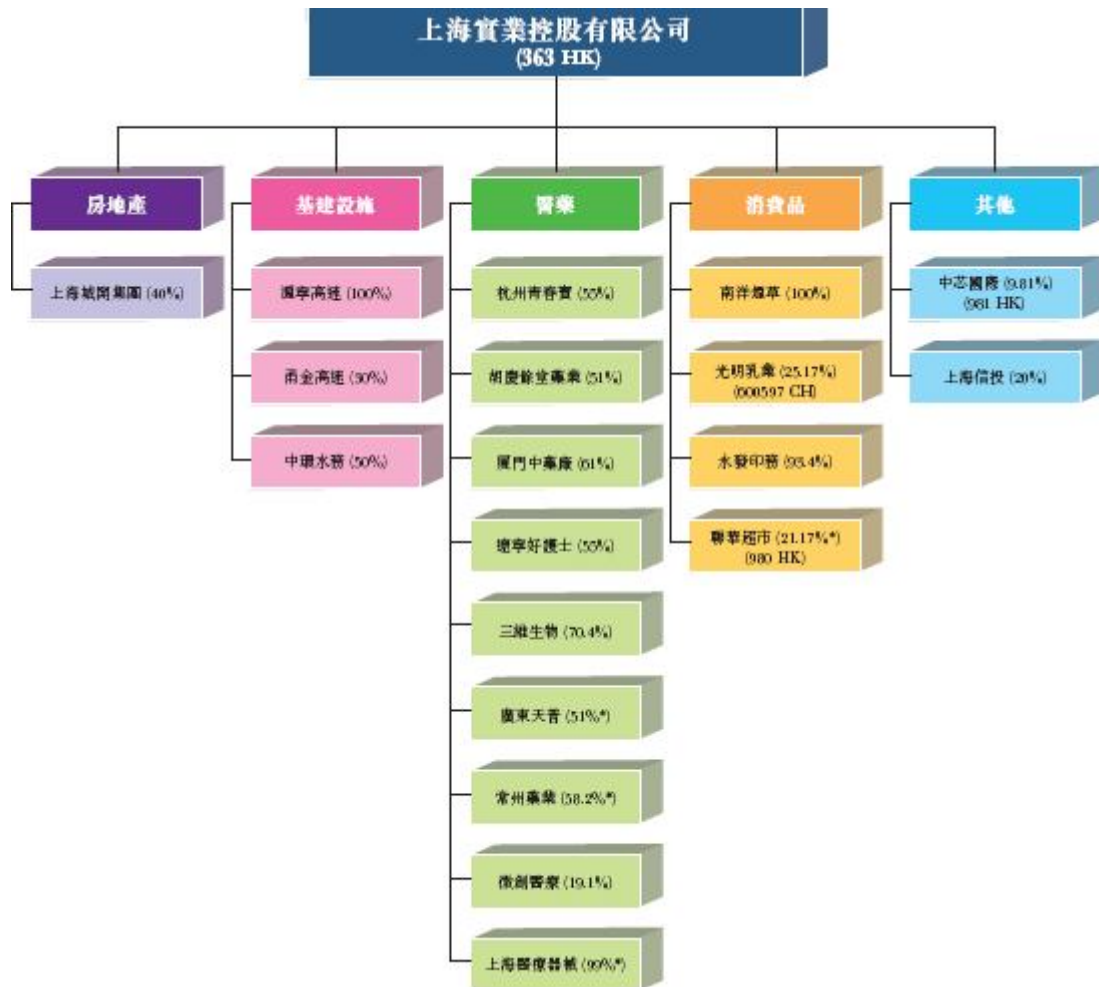 上海實業控股有限公司
(363 HK)
房地產
上海城開集團 (40%)
基建設施
滬寧高速 (100%)
甬金高速 (30%)
中環水務 (50%)
醫藥
杭州青春寶 (55%)
胡慶餘堂藥業 (51%)
厦門中藥廠 (61%)
遼寧好護士 (55%)
三維生物 (70.4%)
廣東天普 (51%*)
常州藥業 (58.2%*)
微創醫療 (19.1%)
上海醫療器械 (99%*)
消費品
南洋煙草 (100%)
光明乳業 (25.17%)
(600597 CH)
永發印務 (93.4%)
聯華超市 (21.17%*)
(980 HK)
其他
中芯國際 (9.81%)
(981 HK)
上海信投 (20%)